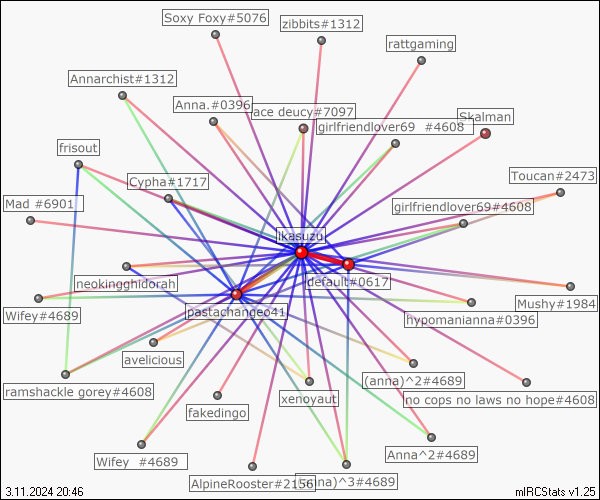 Soxy Foxy#5076
zibbits#1312
rattgaming
Annarchist#1312
Anna.#0396
ace deucy#7097
girlfriendlover69 #4608
Skalman
frisout
Cypha#1717
Toucan#2473
Mad #6901
girlfriendlover69#4608
ikasuzu
neokingghidorah
default#0617
Wifey#4689
pastachangeo41
hypomanianna#0396
Mushy#1984
avelicious
ramshackle gorey#4608
xenoyaut
(anna)^2#4689
no cops no laws no hope#4608
fakedingo
Wifey #4689
Anna^2#4689
AlpineRooster#2156
nna)^3#4689
3.11.2024 20:46
mIRCStats v1.25